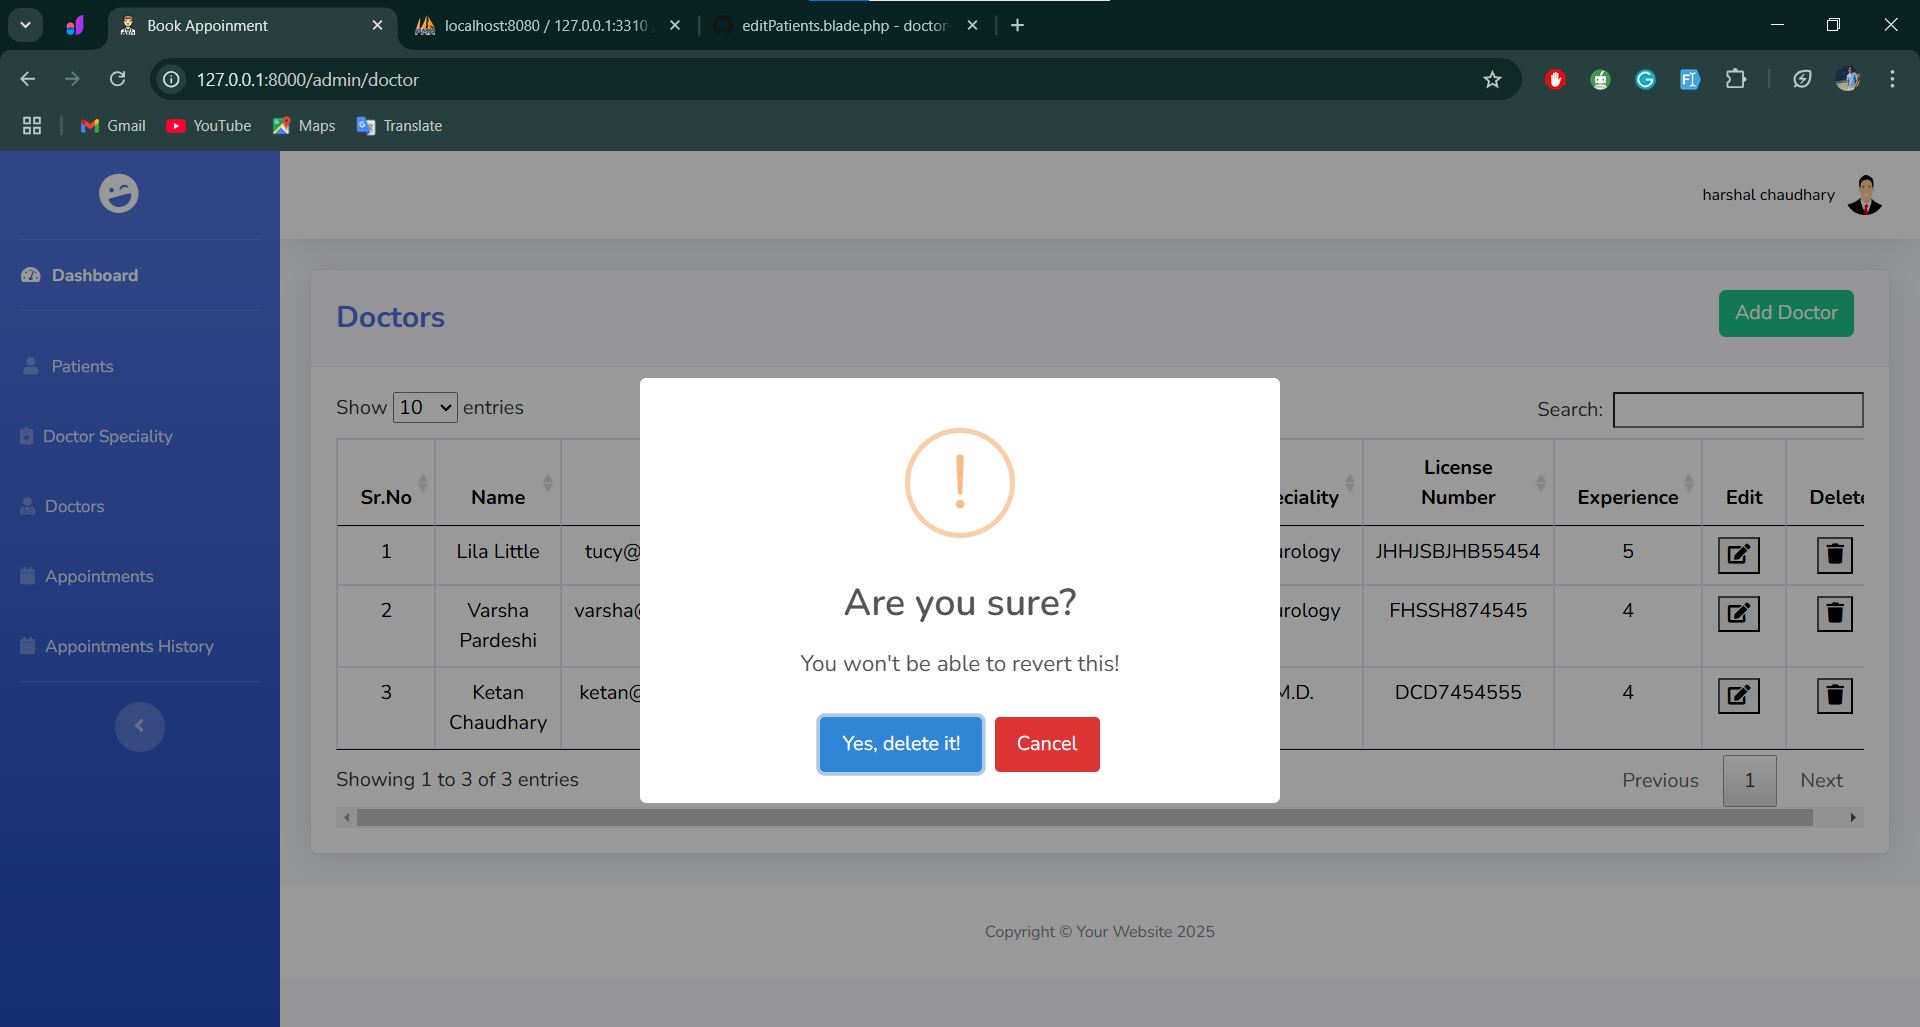 Book Appoinment
localhost:8080 / 127.0.0.1:3310
editPatients.blade.php - doctor-
127.0.0.1:8000/admin/doctor
Gmail
YouTube
Maps
Translate
harshal chaudhary
Dashboard
Patients
Doctor Speciality
Doctors
Appointments
Appointments History
Doctors
Add Doctor
Show 10 entries
Search:
Sr.No Name eciality License Number Experience Edit Delete
1 Lila Little tucy@ urology JHHJSBJHB55454 5
2 Varsha Pardeshi varsha@ urology FHSSH874545 4
3 Ketan Chaudhary ketan@ M.D. DCD7454555 4
Showing 1 to 3 of 3 entries
Previous 1 Next
!
Are you sure?
You won't be able to revert this!
Yes, delete it!
Cancel
Copyright © Your Website 2025